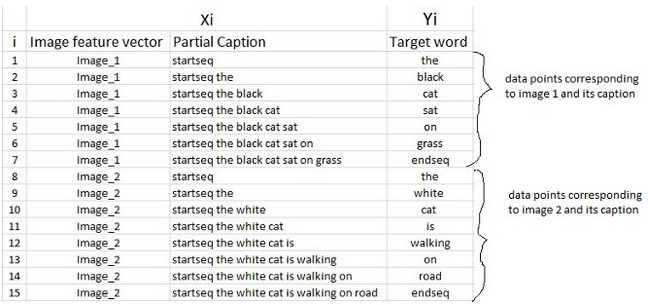 Xi Yi
i Image feature vector Partial Caption Target word
1 Image_1 startseq the
2 Image_1 startseq the black
3 Image_1 startseq the black cat
4 Image_1 startseq the black cat sat
5 Image_1 startseq the black cat sat on
6 Image_1 startseq the black cat sat on grass
7 Image_1 startseq the black cat sat on grass endseq
data points corresponding
to image 1 and its caption
8 Image_2 startseq the
9 Image_2 startseq the white
10 Image_2 startseq the white cat
11 Image_2 startseq the white cat is
12 Image_2 startseq the white cat is walking
13 Image_2 startseq the white cat is walking on
14 Image_2 startseq the white cat is walking on road
15 Image_2 startseq the white cat is walking on road endseq
data points corresponding
to image 2 and its caption